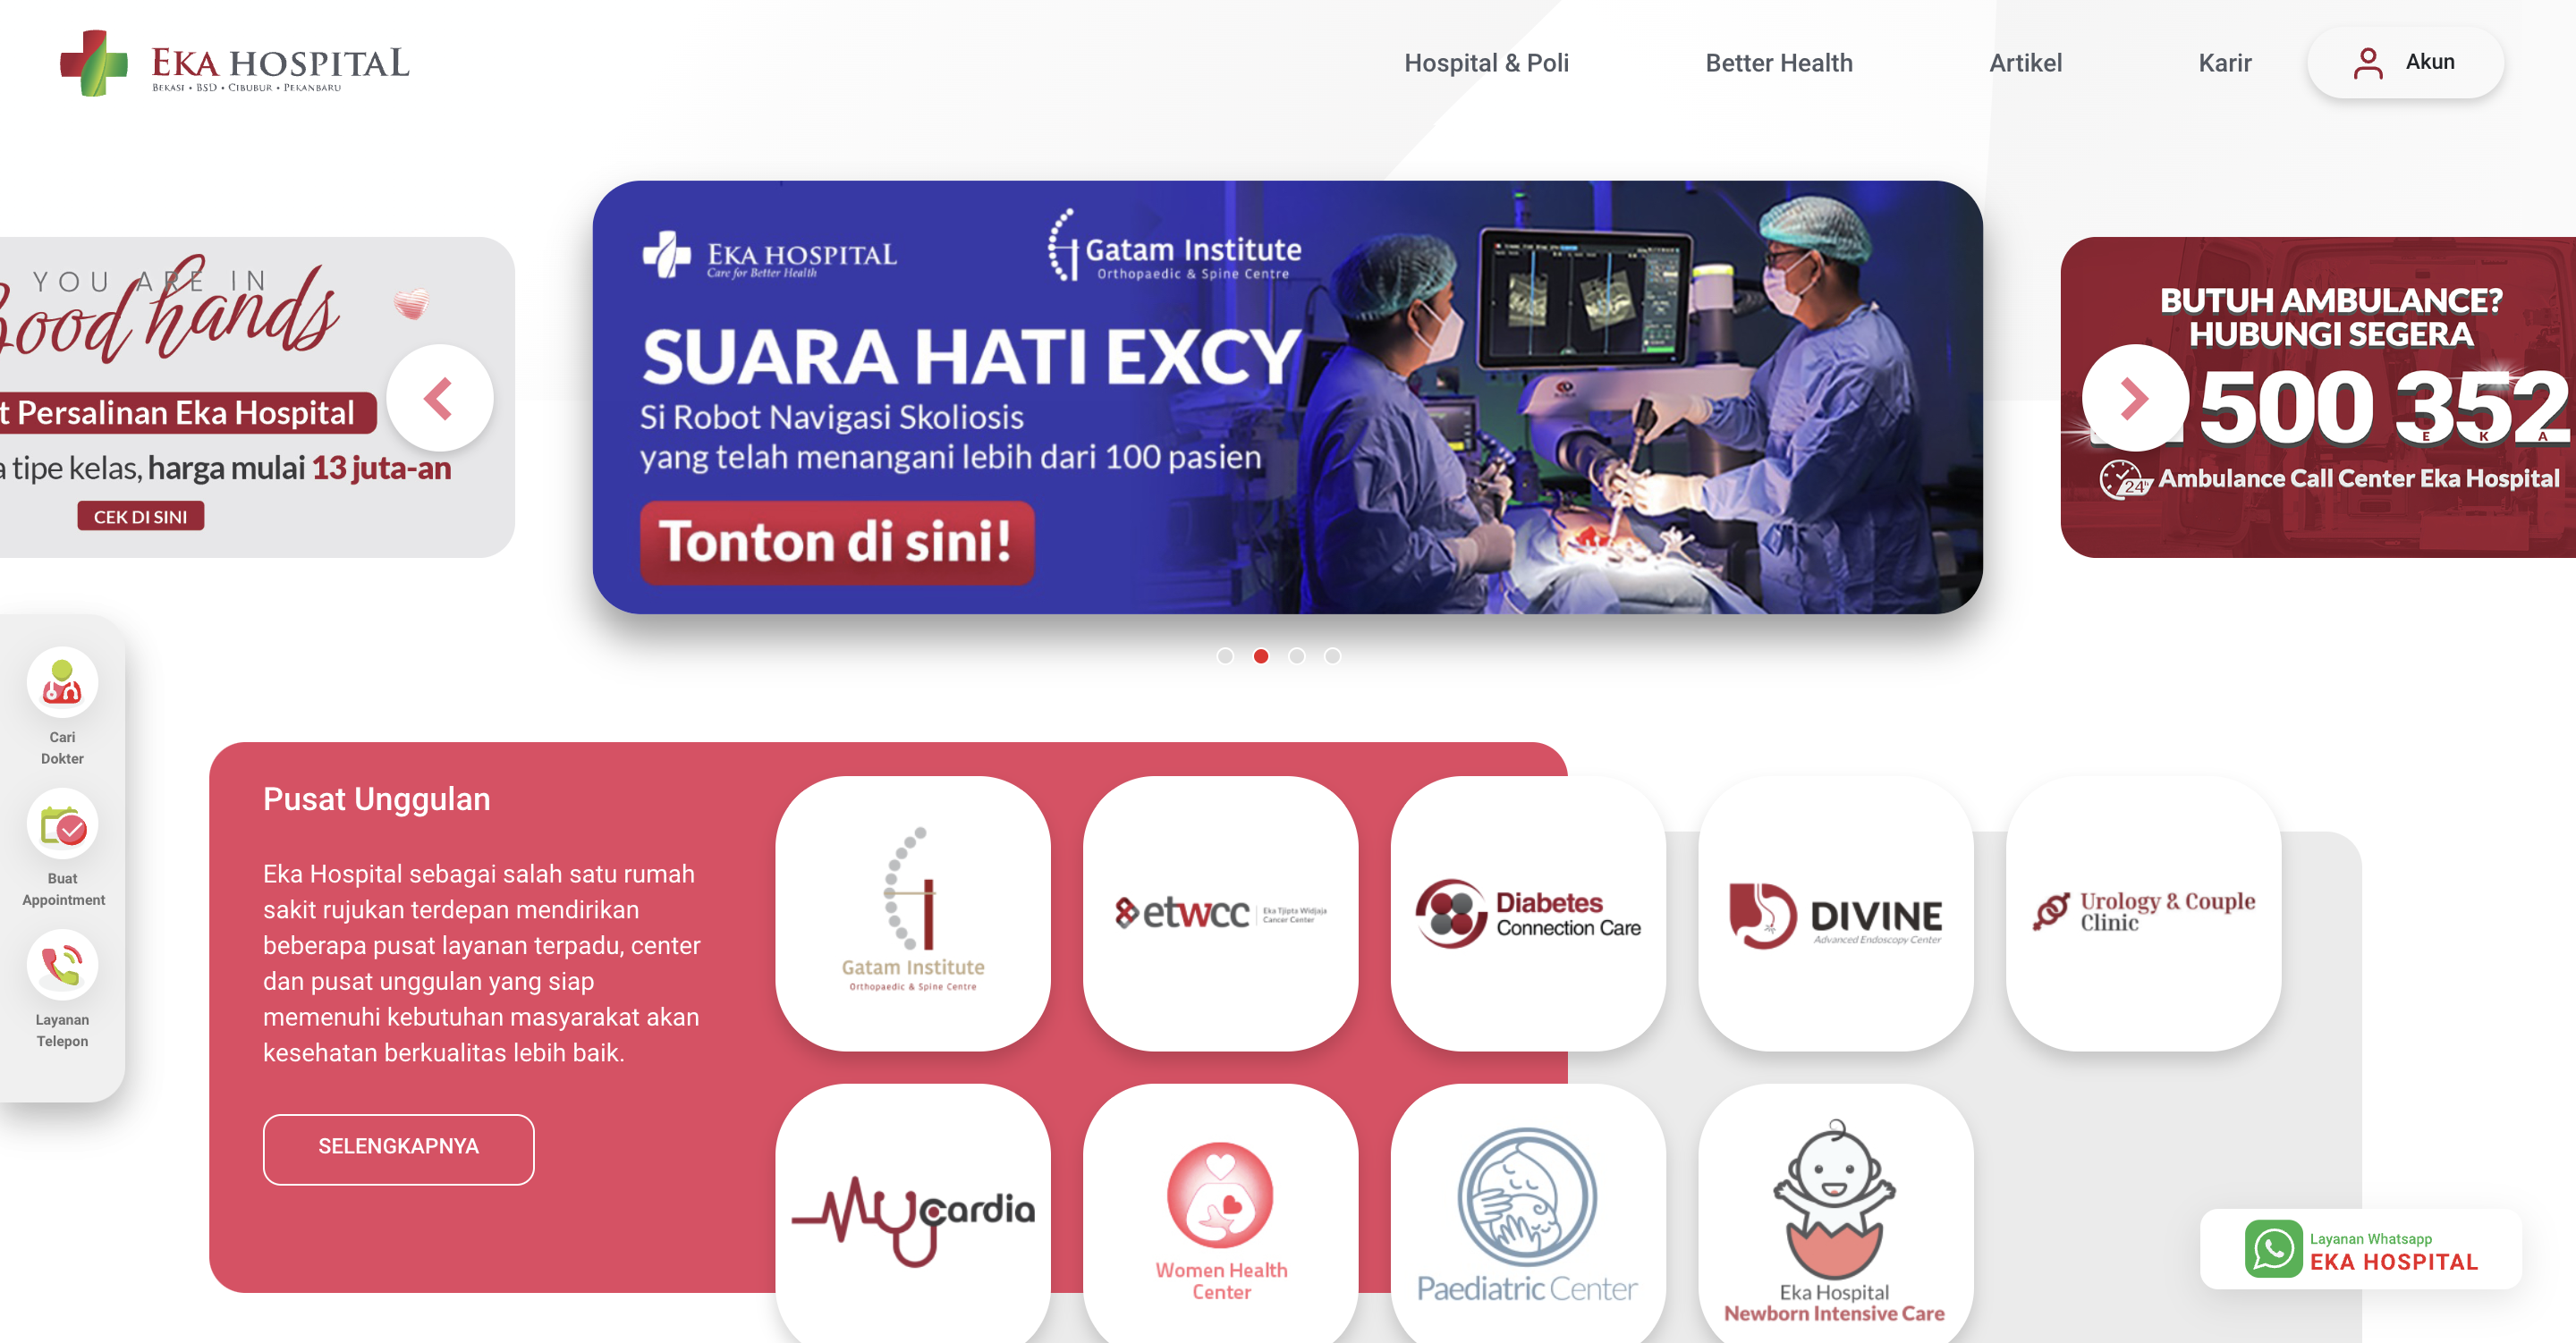 EKA HOSPITAL
BEKASI • BSD • CIBUBUR • PEKANBARU
Hospital & Poli
Better Health
Artikel
Karir
Akun
YOU ARE IN
Good hands
t Persalinan Eka Hospital
a tipe kelas, harga mulai 13 juta-an
CEK DI SINI
EKA HOSPITAL
Care for Better Health
Gatam Institute
Orthopaedic & Spine Centre
SUARA HATI EXCY
Si Robot Navigasi Skoliosis
yang telah menangani lebih dari 100 pasien
Tonton di sini!
BUTUH AMBULANCE?
HUBUNGI SEGERA
500 352
E K A
24
Ambulance Call Center Eka Hospital
Cari
Dokter
Buat
Appointment
Layanan
Telepon
Pusat Unggulan
Eka Hospital sebagai salah satu rumah
sakit rujukan terdepan mendirikan
beberapa pusat layanan terpadu, center
dan pusat unggulan yang siap
memenuhi kebutuhan masyarakat akan
kesehatan berkualitas lebih baik.
SELENGKAPNYA
Gatam Institute
Orthopaedic & Spine Centre
etwcc
Eka Tjipta Widjaja
Cancer Center
Diabetes
Connection Care
DIVINE
Advanced Endoscopy Center
Urology & Couple
Clinic
MyCardia
Women Health
Center
Paediatric Center
Eka Hospital
Newborn Intensive Care
Layanan Whatsapp
EKA HOSPITAL